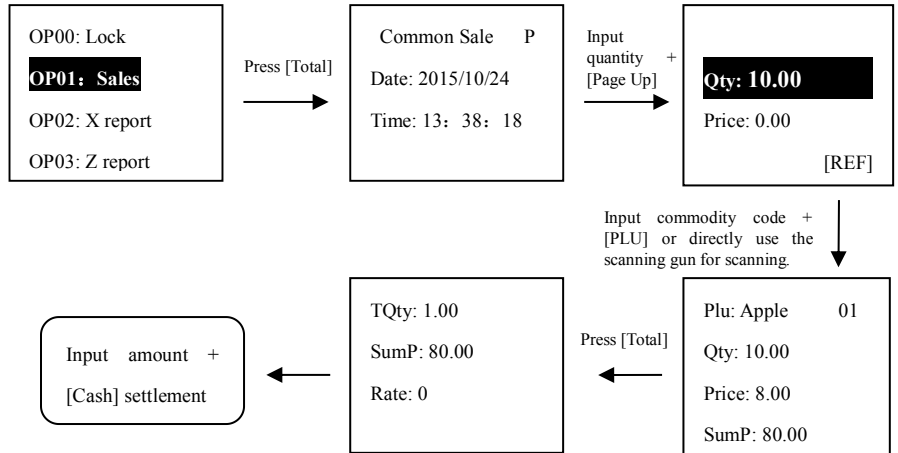 OP00: Lock
OP01：Sales
OP02: X report
OP03: Z report
Press [Total]
Common Sale P
Date: 2015/10/24
Time: 13：38：18
Input
quantity +
[Page Up]
Qty: 10.00
Price: 0.00
[REF]
Input commodity code +
[PLU] or directly use the
scanning gun for scanning.
Plu: Apple 01
Qty: 10.00
Price: 8.00
SumP: 80.00
Press [Total]
TQty: 1.00
SumP: 80.00
Rate: 0
Input amount +
[Cash] settlement